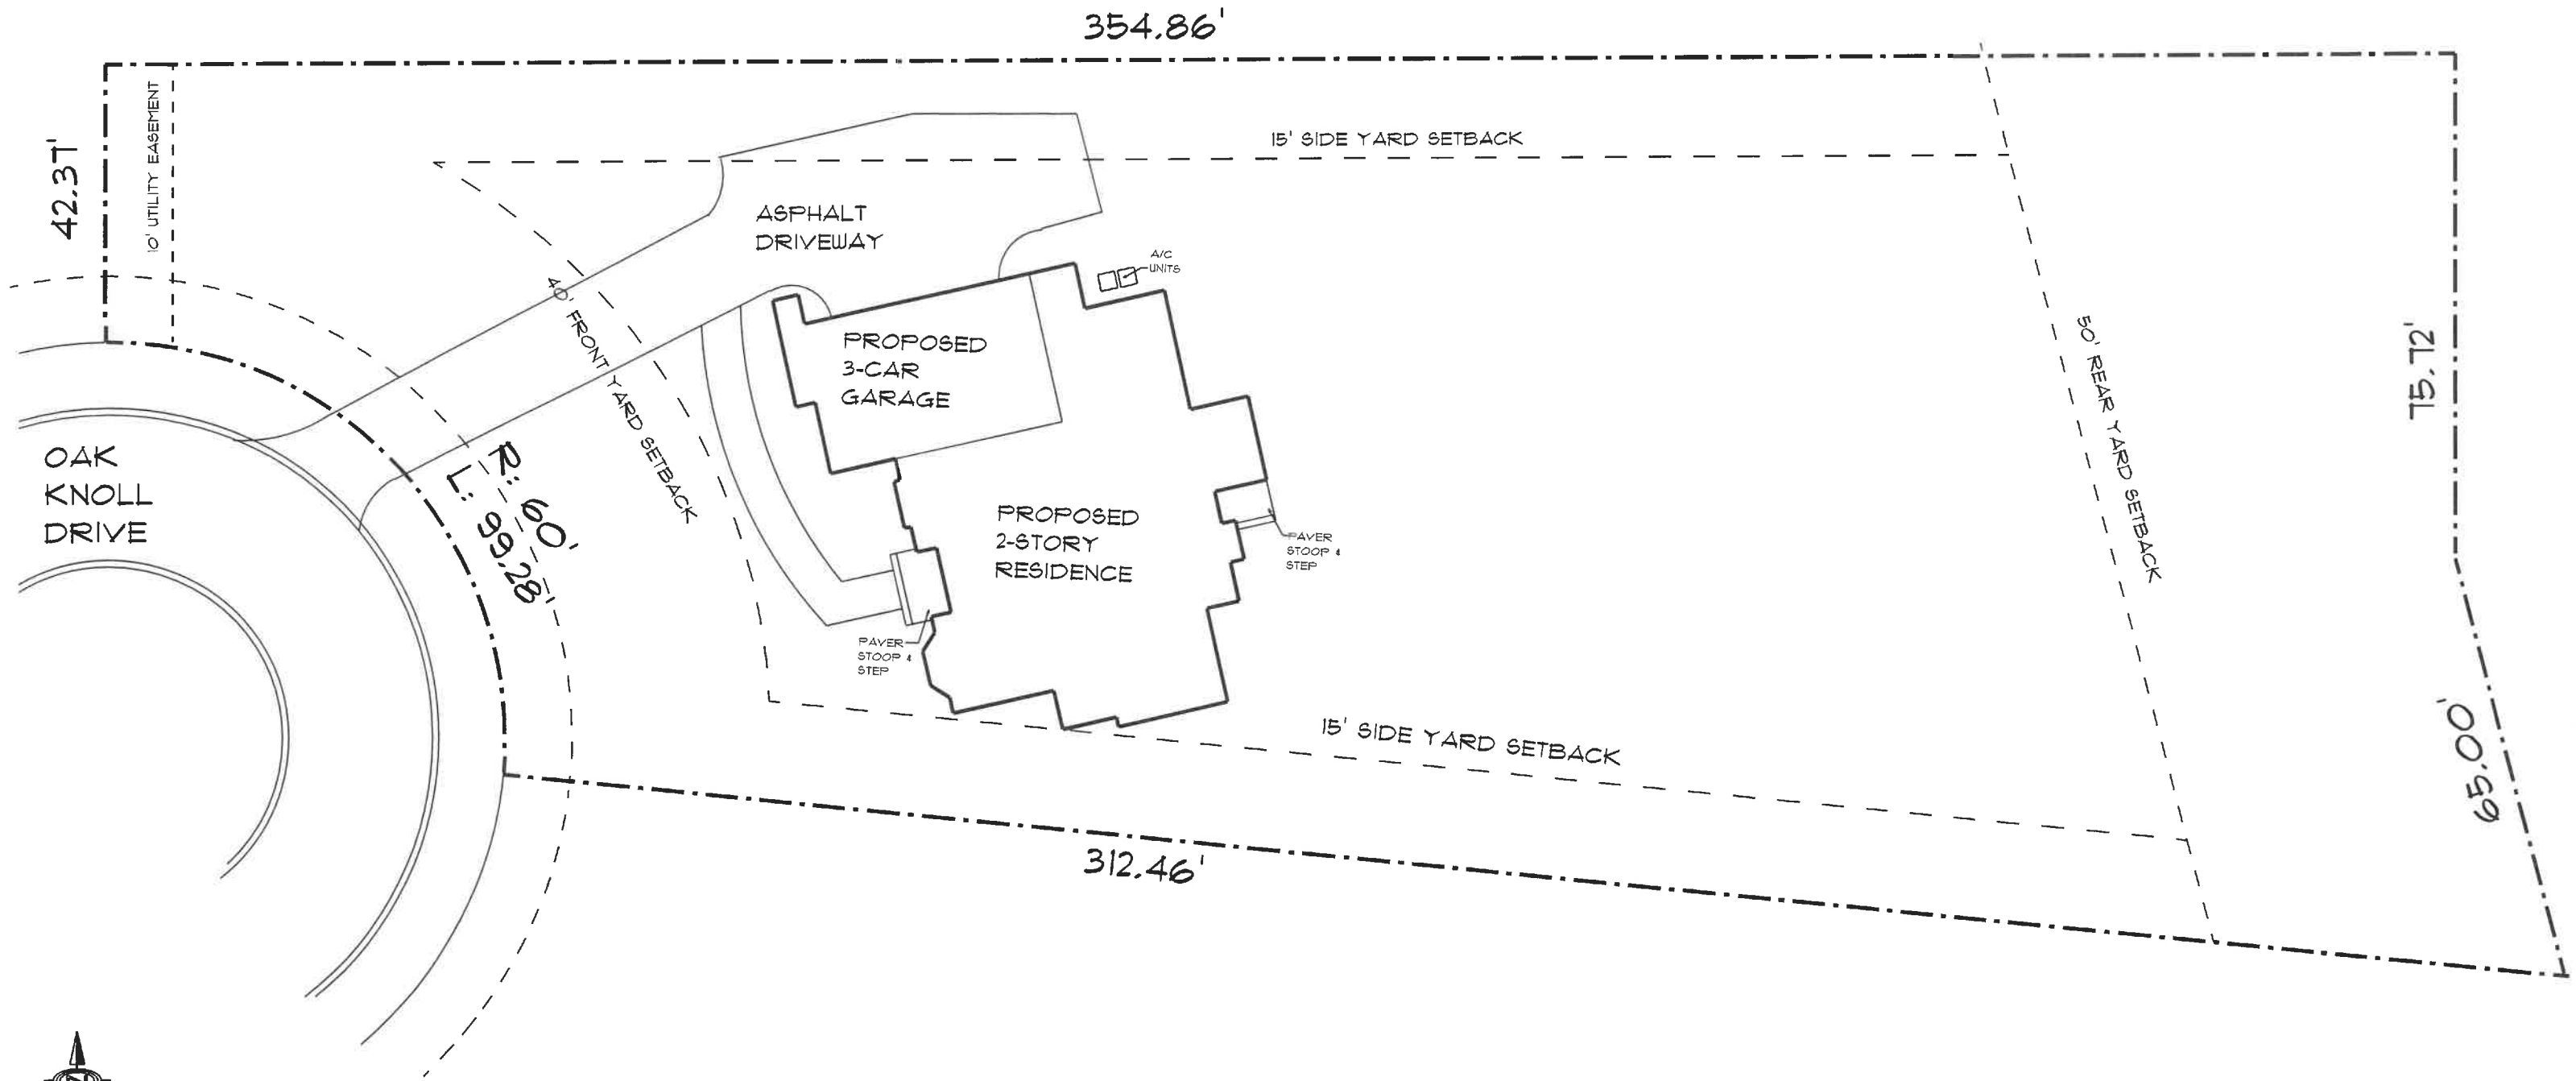 354.86'
42.37'
10' UTILITY EASEMENT
15' SIDE YARD SETBACK
ASPHALT
DRIVEWAY
A/C
UNITS
40' FRONT YARD SETBACK
PROPOSED
3-CAR
GARAGE
50' REAR YARD SETBACK
75.72'
OAK
KNOLL
DRIVE
R: 60'
L: 99.28'
PROPOSED
2-STORY
RESIDENCE
PAVER
STOOP &
STEP
PAVER
STOOP &
STEP
15' SIDE YARD SETBACK
65.00'
312.46'
N